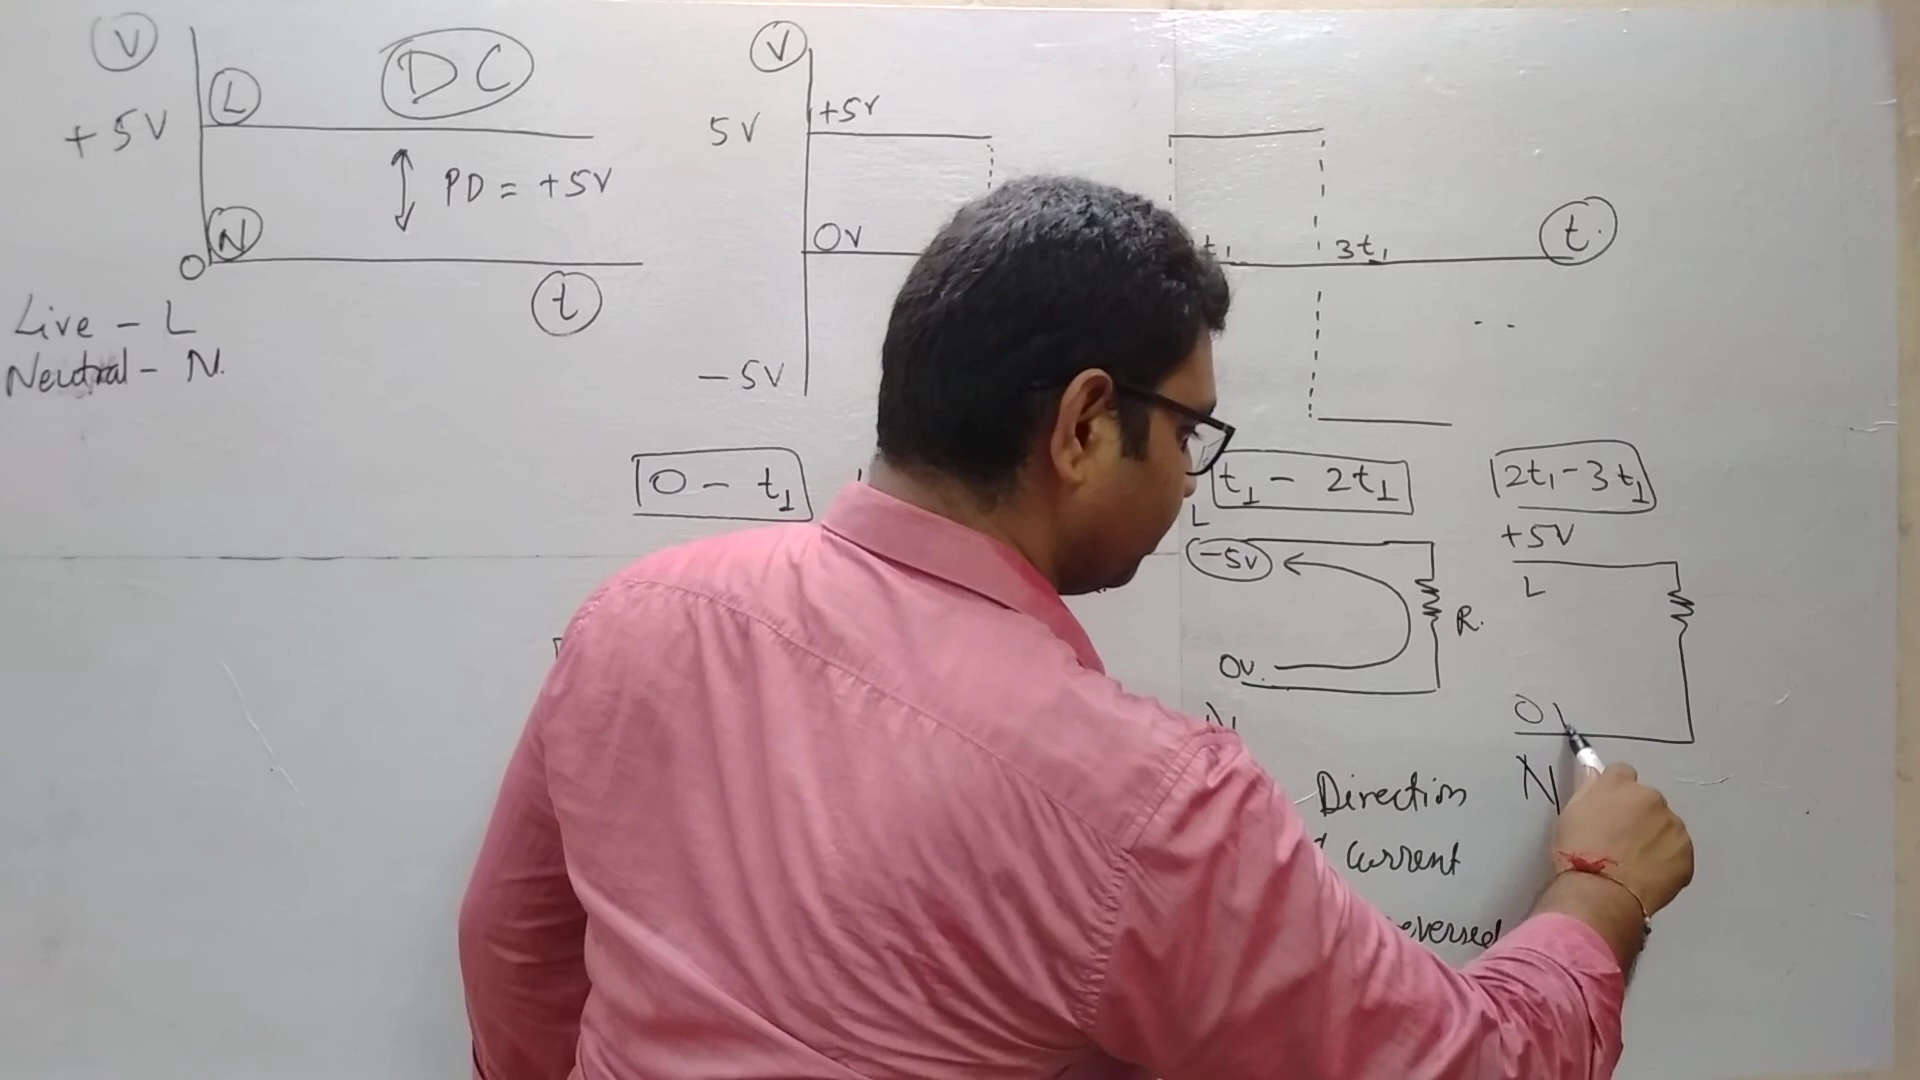 V
DC
L
+5V
PD = +5V
N
0
t
Live - L
Neutral - N.
V
+5V
5V
0V
3t₁
t.
-5V
0 - t₁
t₁ - 2t₁
2t₁ - 3t₁
L
-5V
R.
0V.
N
+5V
L
0
N
Direction
Current
eversed